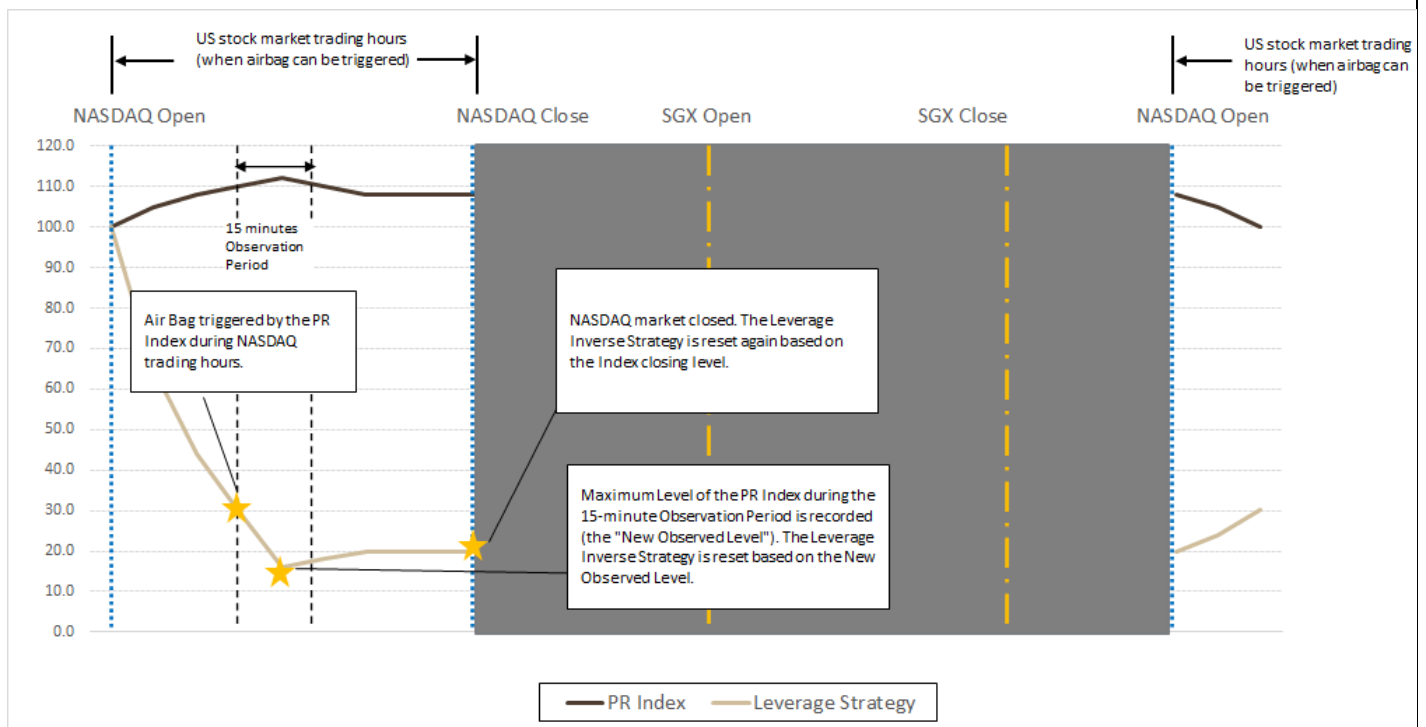 US stock market trading hours
(when airbag can be triggered)
US stock market trading
hours (when airbag can
be triggered)
NASDAQ Open
NASDAQ Close
SGX Open
SGX Close
NASDAQ Open
120.0
110.0
100.0
90.0
80.0
70.0
60.0
50.0
40.0
30.0
20.0
10.0
0.0
15 minutes
Observation
Period
Air Bag triggered by the PR
Index during NASDAQ
trading hours.
NASDAQ market closed. The Leverage
Inverse Strategy is reset again based on
the Index closing level.
Maximum Level of the PR Index during the
15-minute Observation Period is recorded
(the "New Observed Level"). The Leverage
Inverse Strategy is reset based on the New
Observed Level.
PR Index
Leverage Strategy